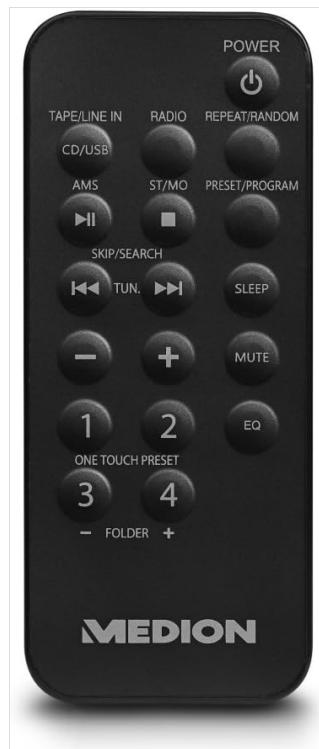 POWER
TAPE/LINE IN RADIO REPEAT/RANDOM
CD/USB
AMS ST/MO PRESET/PROGRAM
SKIP/SEARCH
TUN. SLEEP
− + MUTE
1 2 EQ
ONE TOUCH PRESET
3 4
− FOLDER +
MEDION